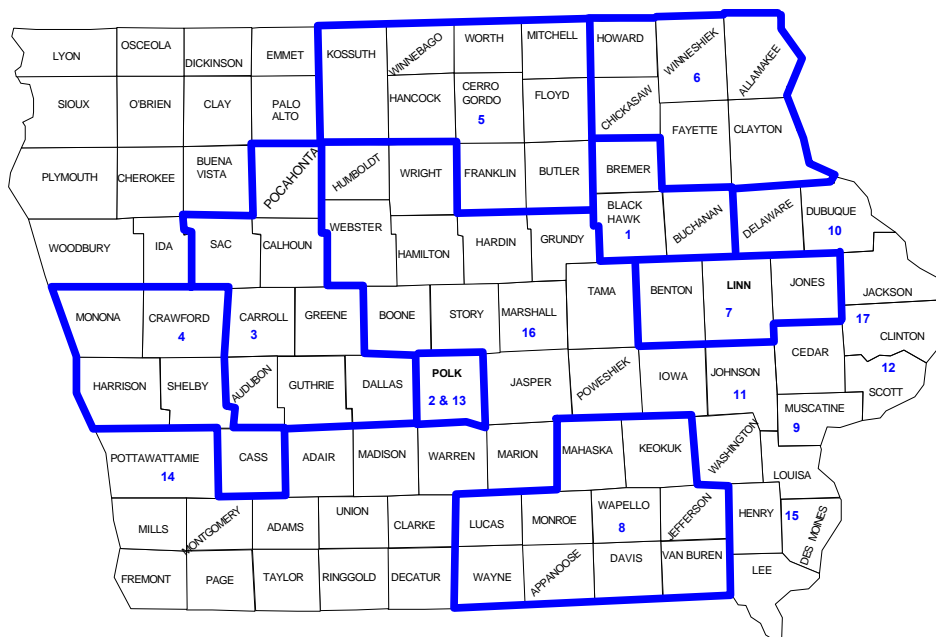 LYON
OSCEOLA
DICKINSON
EMMET
KOSSUTH
WINNEBAGO
WORTH
MITCHELL
HOWARD
WINNESHIEK
6
ALLAMAKEE
SIOUX
O'BRIEN
CLAY
PALO
ALTO
HANCOCK
CERRO
GORDO
5
FLOYD
CHICKASAW
FAYETTE
CLAYTON
PLYMOUTH
CHEROKEE
BUENA
VISTA
POCAHONTA
HUMBOLDT
WRIGHT
FRANKLIN
BUTLER
BREMER
WOODBURY
IDA
SAC
CALHOUN
WEBSTER
HAMILTON
HARDIN
GRUNDY
BLACK
HAWK
1
BUCHANAN
DELAWARE
DUBUQUE
10
MONONA
CRAWFORD
4
CARROLL
3
GREENE
BOONE
STORY
MARSHALL
16
TAMA
BENTON
LINN
7
JONES
JACKSON
17
CLINTON
12
HARRISON
SHELBY
AUDUBON
GUTHRIE
DALLAS
POLK
2 & 13
JASPER
POWESHIEK
IOWA
JOHNSON
11
CEDAR
SCOTT
MUSCATINE
9
POTTAWATTAMIE
14
CASS
ADAIR
MADISON
WARREN
MARION
MAHASKA
KEOKUK
WASHINGTON
LOUISA
MILLS
MONTGOMERY
ADAMS
UNION
CLARKE
LUCAS
MONROE
WAPELLO
8
JEFFERSON
HENRY
15
DES MOINES
FREMONT
PAGE
TAYLOR
RINGGOLD
DECATUR
WAYNE
APPANOOSE
DAVIS
VAN BUREN
LEE